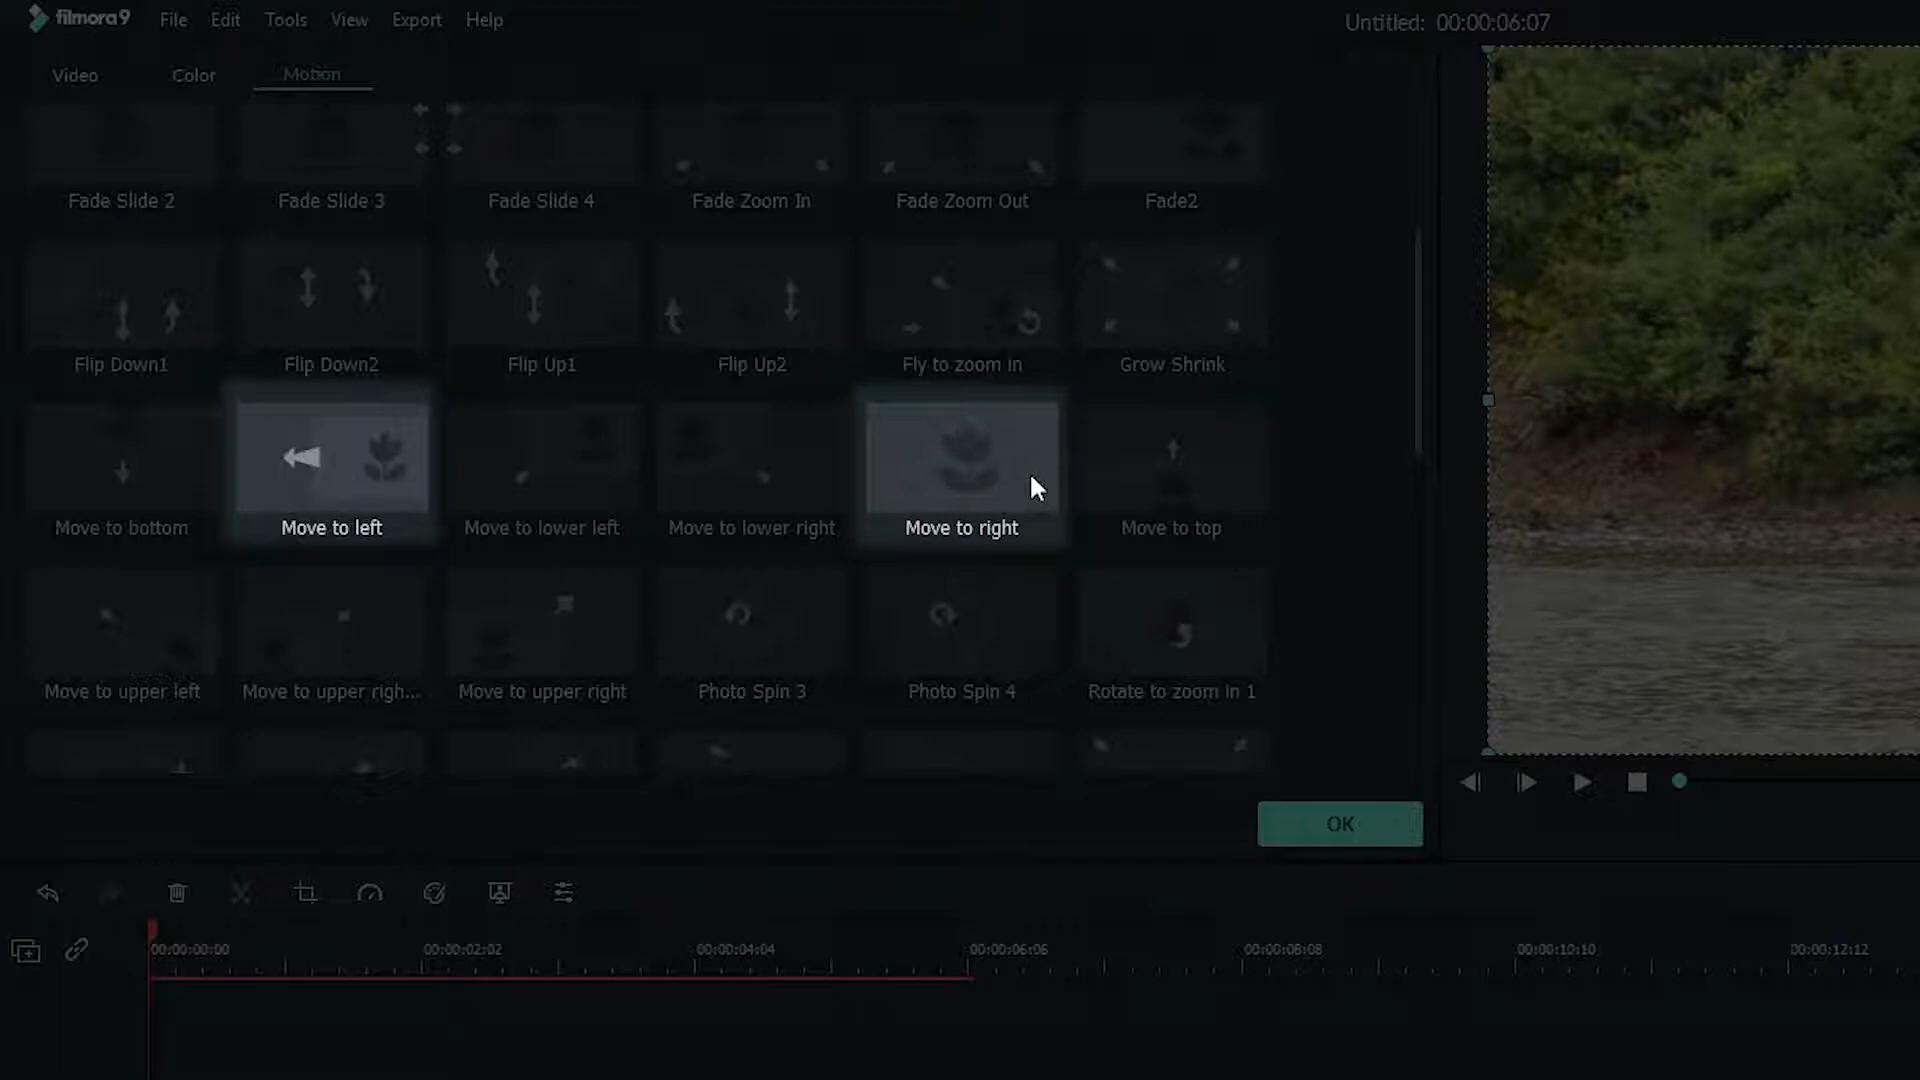 filmora9 File Edit Tools View Export Help
Untitled: 00:00:06:07
Video Color Motion
Fade Slide 2 Fade Slide 3 Fade Slide 4 Fade Zoom In Fade Zoom Out Fade2
Flip Down1 Flip Down2 Flip Up1 Flip Up2 Fly to zoom in Grow Shrink
Move to bottom Move to left Move to lower left Move to lower right Move to right Move to top
Move to upper left Move to upper righ... Move to upper right Photo Spin 3 Photo Spin 4 Rotate to zoom in 1
OK
00:00:00:00 00:00:02:02 00:00:04:04 00:00:06:06 00:00:08:08 00:00:10:10 00:00:12:12